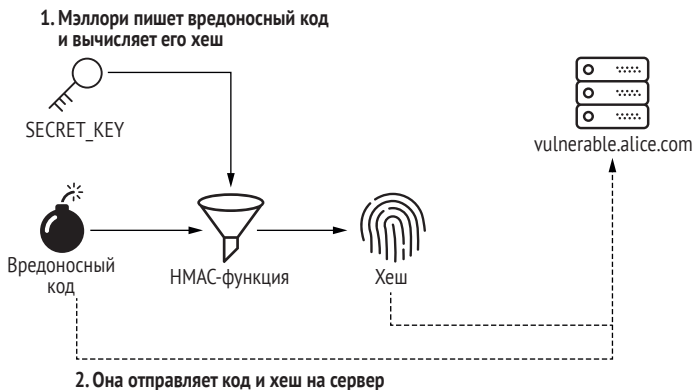 1. Мэллори пишет вредоносный код
и вычисляет его хеш
SECRET_KEY
vulnerable.alice.com
Вредоносный
код
HMAC-функция
Хеш
2. Она отправляет код и хеш на сервер